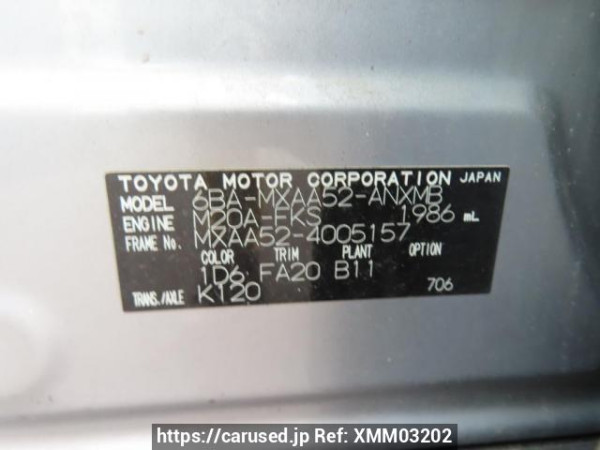 TOYOTA MOTOR CORPORATION JAPAN
MODEL 6BA-MXAA52-ANXMB
ENGINE M20A-FKS 1986 mL
FRAME No. MXAA52-4005157
COLOR TRIM PLANT OPTION
1D6 FA20 B11
TRANS./AXLE K120 706
https://carused.jp Ref: XMM03202